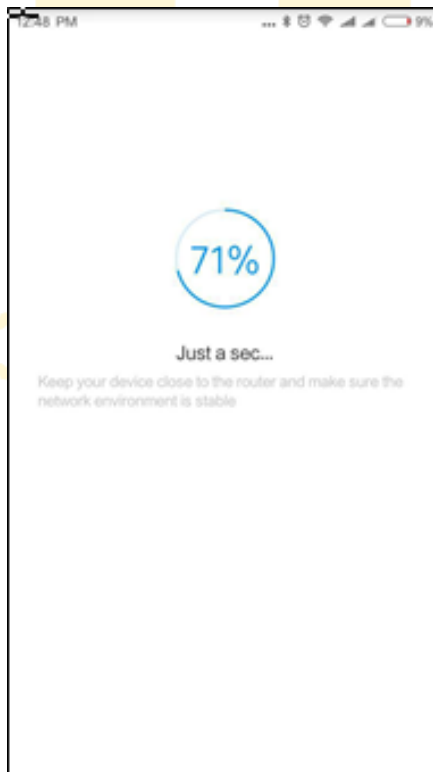 12:48 PM ... 9%
71%
Just a sec...
Keep your device close to the router and make sure the
network environment is stable